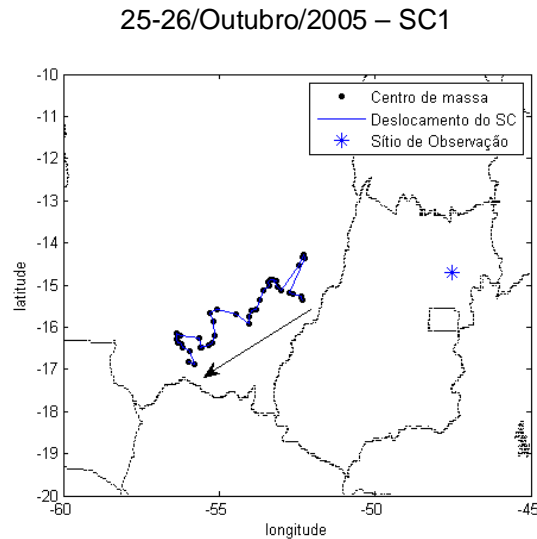 25-26/Outubro/2005 – SC1
-10
Centro de massa
-11
Deslocamento do SC
Sítio de Observação
-12
-13
-14
-15
latitude
-16
-17
-18
-19
-20
-60
-55
-50
-45
longitude